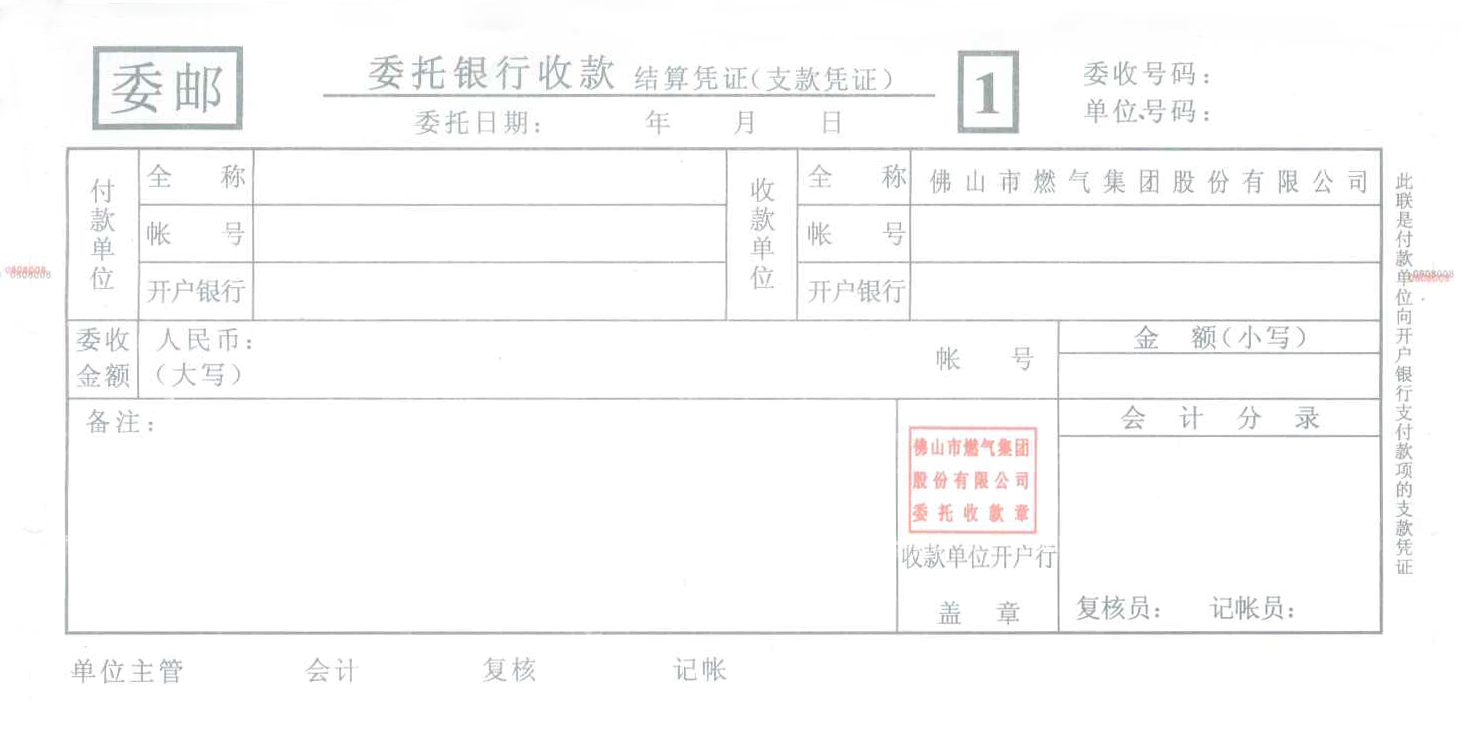 委邮
委托银行收款 结算凭证(支款凭证)
1
委收号码：
单位、号码：
委托日期： 年 月 日
付款单位
全 称
帐 号
开户银行
收款单位
全 称
佛山市燃气集团股份有限公司
帐 号
开户银行
委收金额
人民币：
(大写)
帐 号
金 额(小写)
备注：
佛山市燃气集团
股份有限公司
委托收款章
收款单位开户行
盖 章
会计分录
复核员： 记帐员：
此联是付款单位向开户银行支付款项的支款凭证
单位主管 会计 复核 记帐
0808008
0808008
0808008
0808008